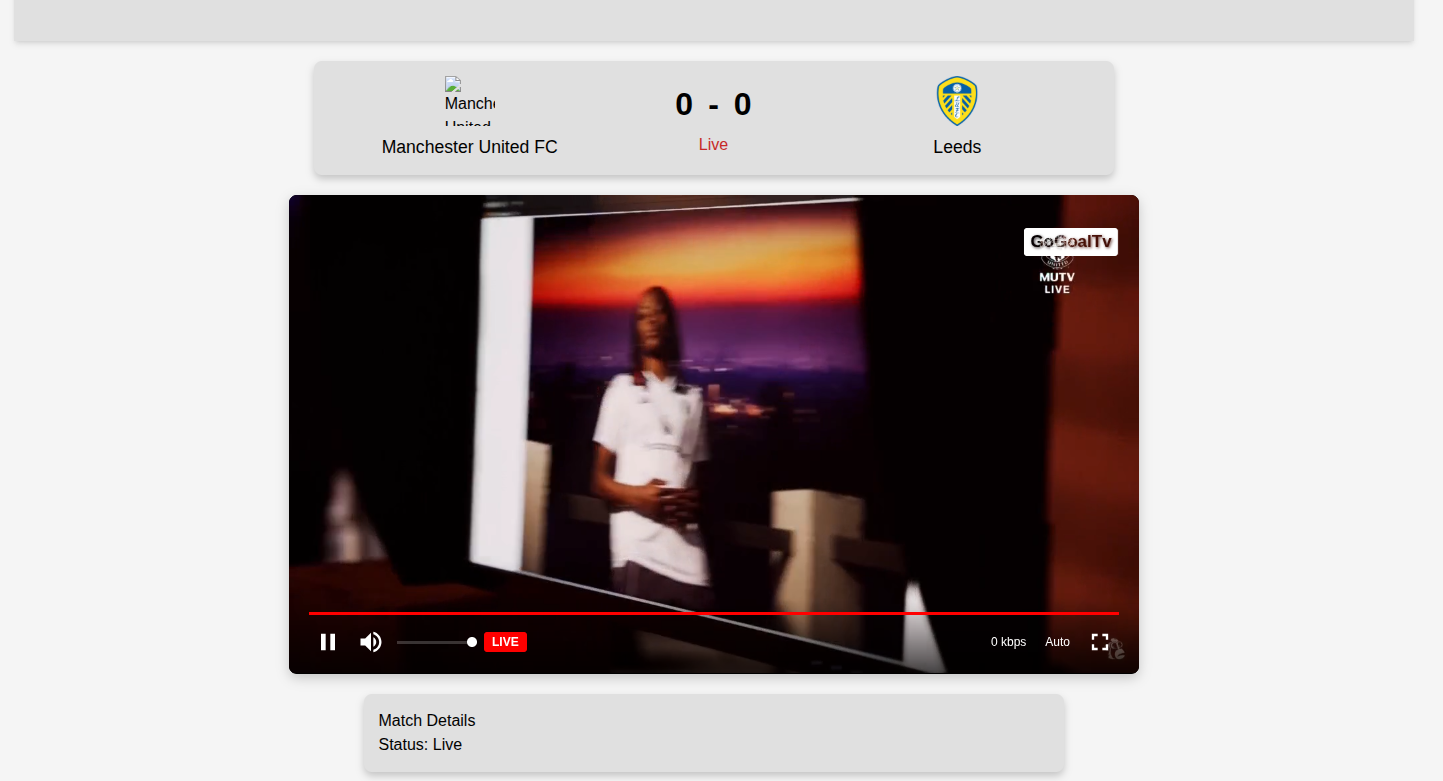 Manche
United
Manchester United FC
0 - 0
Live
Leeds
GoGoalTv
UNITED
MUTV
LIVE
LIVE
0 kbps
Auto
Match Details
Status: Live